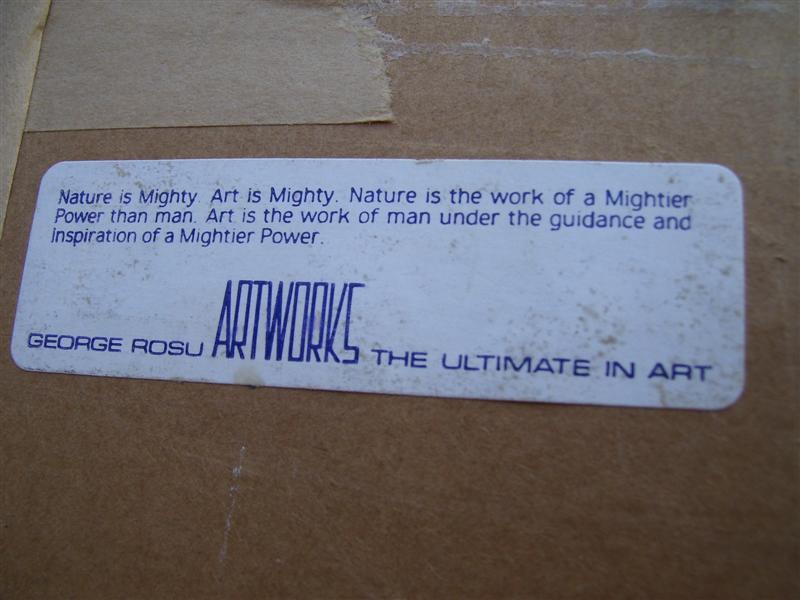 Nature is Mighty. Art is Mighty. Nature is the work of a Mightier
Power than man. Art is the work of man under the guidance and
Inspiration of a Mightier Power.
GEORGE ROSU ARTWORKS THE ULTIMATE IN ART